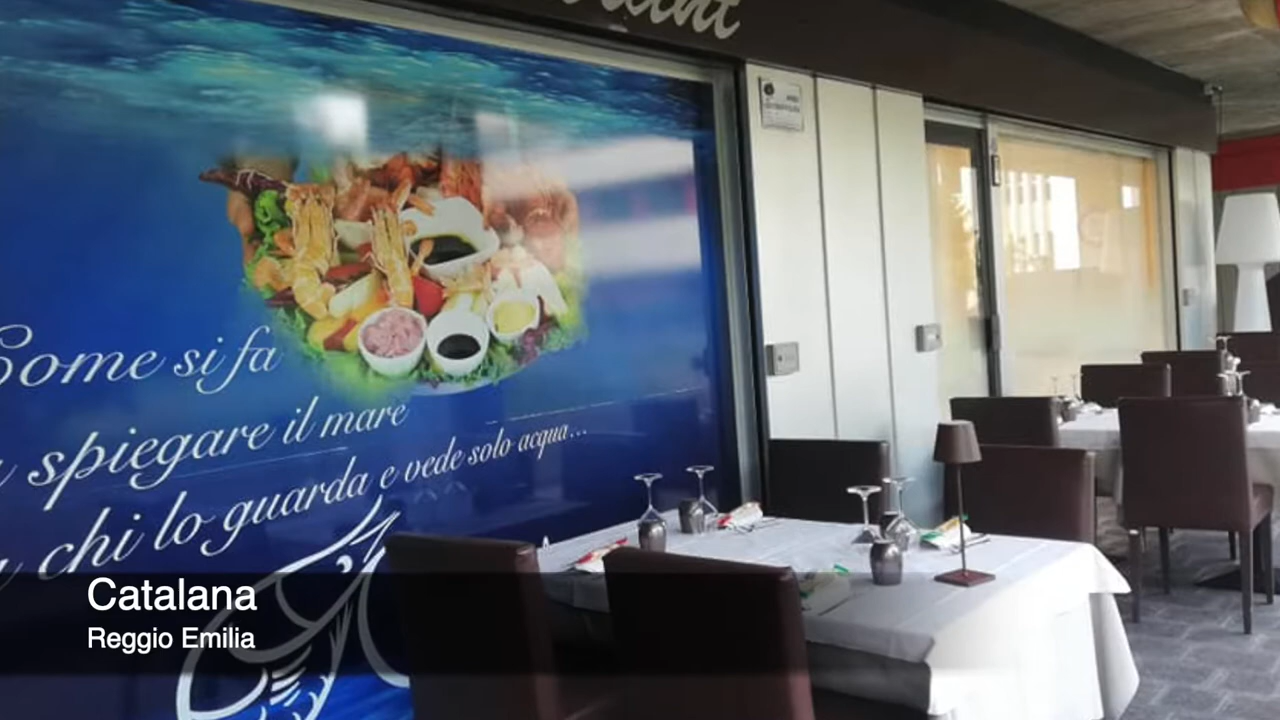 Come si fa
spiegare il mare
chi lo guarda e vede solo acqua...
Catalana
Reggio Emilia